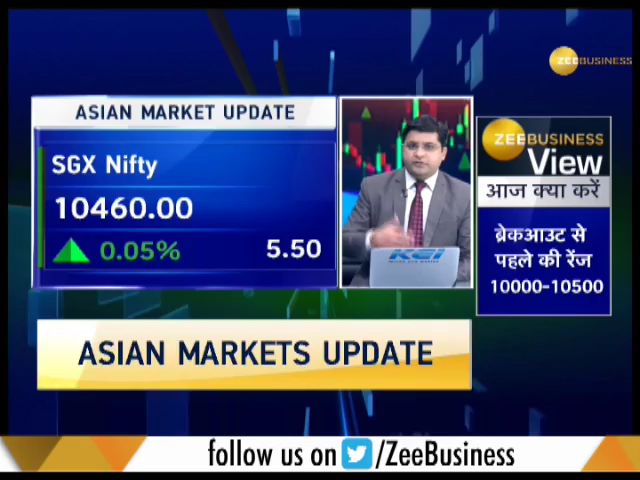 ZEEBUSINESS
ASIAN MARKET UPDATE
SGX Nifty
10460.00
0.05%
5.50
KEI
ZEEBUSINESS
View
आज क्या करें
ब्रेकआउट से
पहले की रेंज
10000-10500
ASIAN MARKETS UPDATE
follow us on /ZeeBusiness